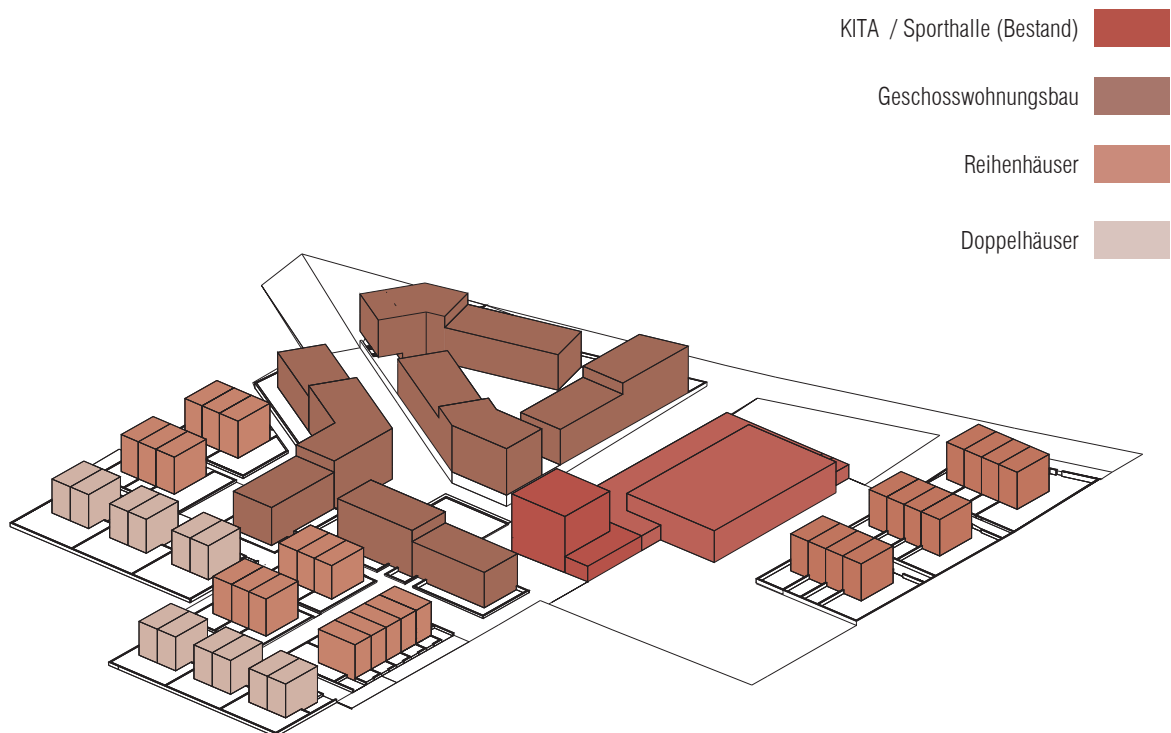 KITA / Sporthalle (Bestand)
Geschosswohnungsbau
Reihenhäuser
Doppelhäuser